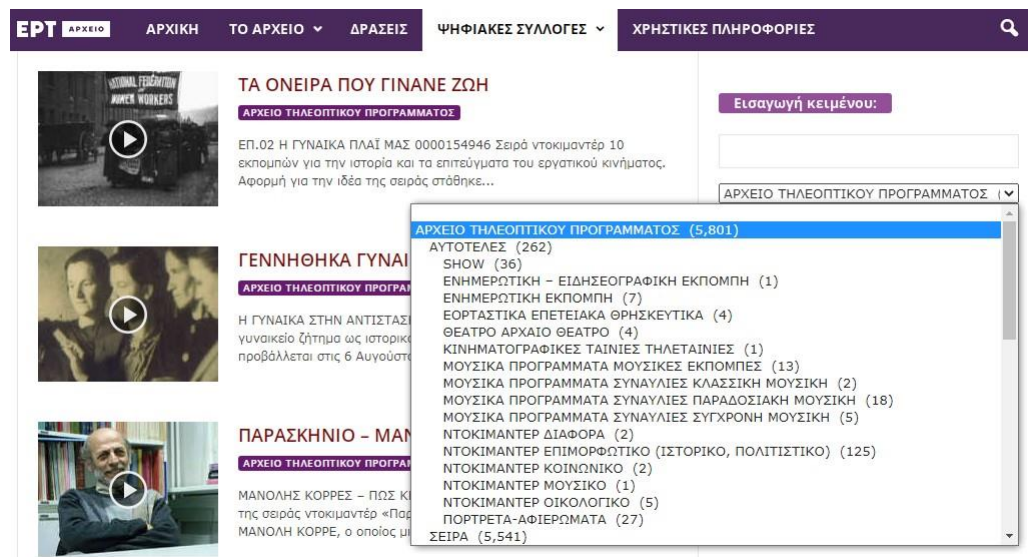 ΕΡΤ ΑΡΧΕΙΟ ΑΡΧΙΚΗ ΤΟ ΑΡΧΕΙΟ ΔΡΑΣΕΙΣ ΨΗΦΙΑΚΕΣ ΣΥΛΛΟΓΕΣ ΧΡΗΣΤΙΚΕΣ ΠΛΗΡΟΦΟΡΙΕΣ
NATIONAL FEDERATION
WOMEN WORKERS
ΤΑ ΟΝΕΙΡΑ ΠΟΥ ΓΙΝΑΝΕ ΖΩΗ
ΑΡΧΕΙΟ ΤΗΛΕΟΠΤΙΚΟΥ ΠΡΟΓΡΑΜΜΑΤΟΣ
ΕΠ.02 Η ΓΥΝΑΙΚΑ ΠΛΑΪ ΜΑΣ 0000154946 Σειρά ντοκιμαντέρ 10
εκπομπών για την ιστορία και τα επιτεύγματα του εργατικού κινήματος.
Αφορμή για την ιδέα της σειράς στάθηκε...
ΓΕΝΝΗΘΗΚΑ ΓΥΝΑΙ
ΑΡΧΕΙΟ ΤΗΛΕΟΠΤΙΚΟΥ ΠΡΟΓΡΑ
Η ΓΥΝΑΙΚΑ ΣΤΗΝ ΑΝΤΙΣΤΑΣ
γυναικείο ζήτημα ως ιστορικ
προβάλλεται στις 6 Αυγούστ
ΠΑΡΑΣΚΗΝΙΟ – ΜΑΝ
ΑΡΧΕΙΟ ΤΗΛΕΟΠΤΙΚΟΥ ΠΡΟΓΡΑ
ΜΑΝΟΛΗΣ ΚΟΡΡΕΣ – ΠΩΣ Κ
της σειράς ντοκιμαντέρ «Παρ
ΜΑΝΟΛΗ ΚΟΡΡΕ, ο οποίος μ
Εισαγωγή κειμένου:
ΑΡΧΕΙΟ ΤΗΛΕΟΠΤΙΚΟΥ ΠΡΟΓΡΑΜΜΑΤΟΣ (
ΑΡΧΕΙΟ ΤΗΛΕΟΠΤΙΚΟΥ ΠΡΟΓΡΑΜΜΑΤΟΣ (5,801)
ΑΥΤΟΤΕΛΕΣ (262)
SHOW (36)
ΕΝΗΜΕΡΩΤΙΚΗ – ΕΙΔΗΣΕΟΓΡΑΦΙΚΗ ΕΚΠΟΜΠΗ (1)
ΕΝΗΜΕΡΩΤΙΚΗ ΕΚΠΟΜΠΗ (7)
ΕΟΡΤΑΣΤΙΚΑ ΕΠΕΤΕΙΑΚΑ ΘΡΗΣΚΕΥΤΙΚΑ (4)
ΘΕΑΤΡΟ ΑΡΧΑΙΟ ΘΕΑΤΡΟ (4)
ΚΙΝΗΜΑΤΟΓΡΑΦΙΚΕΣ ΤΑΙΝΙΕΣ ΤΗΛΕΤΑΙΝΙΕΣ (1)
ΜΟΥΣΙΚΑ ΠΡΟΓΡΑΜΜΑΤΑ ΜΟΥΣΙΚΕΣ ΕΚΠΟΜΠΕΣ (13)
ΜΟΥΣΙΚΑ ΠΡΟΓΡΑΜΜΑΤΑ ΣΥΝΑΥΛΙΕΣ ΚΛΑΣΣΙΚΗ ΜΟΥΣΙΚΗ (2)
ΜΟΥΣΙΚΑ ΠΡΟΓΡΑΜΜΑΤΑ ΣΥΝΑΥΛΙΕΣ ΠΑΡΑΔΟΣΙΑΚΗ ΜΟΥΣΙΚΗ (18)
ΜΟΥΣΙΚΑ ΠΡΟΓΡΑΜΜΑΤΑ ΣΥΝΑΥΛΙΕΣ ΣΥΓΧΡΟΝΗ ΜΟΥΣΙΚΗ (5)
ΝΤΟΚΙΜΑΝΤΕΡ ΔΙΑΦΟΡΑ (2)
ΝΤΟΚΙΜΑΝΤΕΡ ΕΠΙΜΟΡΦΩΤΙΚΟ (ΙΣΤΟΡΙΚΟ, ΠΟΛΙΤΙΣΤΙΚΟ) (125)
ΝΤΟΚΙΜΑΝΤΕΡ ΚΟΙΝΩΝΙΚΟ (2)
ΝΤΟΚΙΜΑΝΤΕΡ ΜΟΥΣΙΚΟ (1)
ΝΤΟΚΙΜΑΝΤΕΡ ΟΙΚΟΛΟΓΙΚΟ (5)
ΠΟΡΤΡΕΤΑ-ΑΦΙΕΡΩΜΑΤΑ (27)
ΣΕΙΡΑ (5,541)